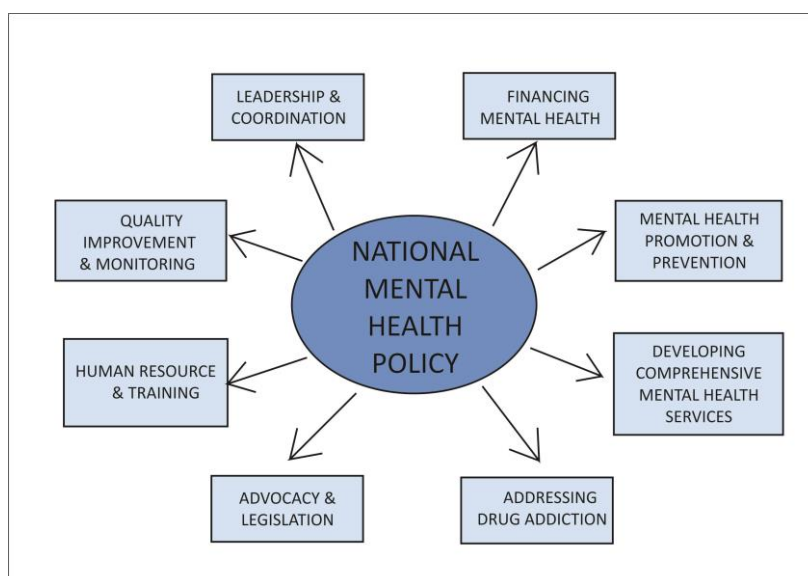 LEADERSHIP &
COORDINATION
FINANCING
MENTAL HEALTH
QUALITY
IMPROVEMENT
& MONITORING
MENTAL HEALTH
PROMOTION &
PREVENTION
NATIONAL
MENTAL
HEALTH
POLICY
HUMAN RESOURCE
& TRAINING
DEVELOPING
COMPREHENSIVE
MENTAL HEALTH
SERVICES
ADVOCACY &
LEGISLATION
ADDRESSING
DRUG ADDICTION